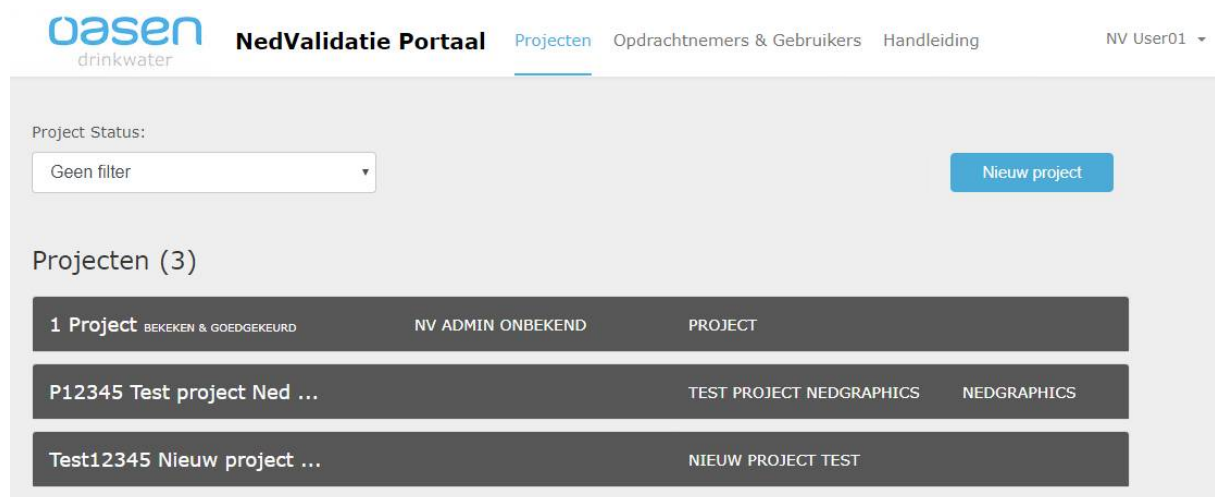 oasen
drinkwater
NedValidatie Portaal Projecten Opdrachtnemers & Gebruikers Handleiding NV User01
Project Status:
Geen filter
Nieuw project
Projecten (3)
1 Project BEKEKEN & GOEDGEKEURD NV ADMIN ONBEKEND PROJECT
P12345 Test project Ned ... TEST PROJECT NEDGRAPHICS NEDGRAPHICS
Test12345 Nieuw project ... NIEUW PROJECT TEST